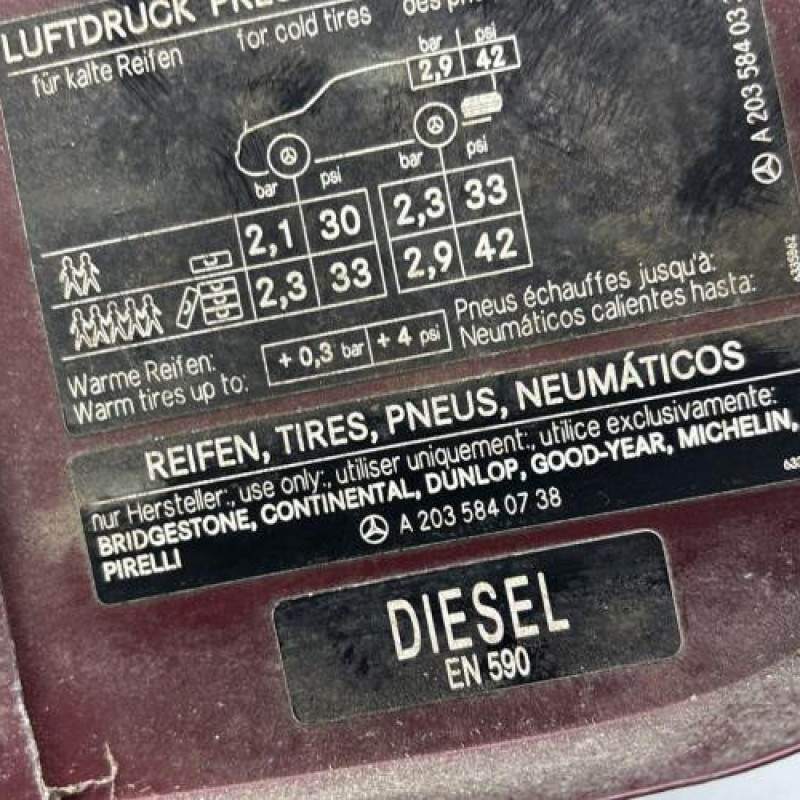 LUFTDRUCK
für kalte Reifen for cold tires des
bar psi
2,9 42
bar psi bar psi
2,1 30 2,3 33
2,3 33 2,9 42
Warme Reifen:
Warm tires up to:
+ 0,3 bar + 4 psi
Pneus échauffes jusqu'à:
Neumáticos calientes hasta:
A 203 584 03
REIFEN, TIRES, PNEUS, NEUMÁTICOS
nur Hersteller:, use only:, utiliser uniquement:, utilice exclusivamente:
BRIDGESTONE, CONTINENTAL, DUNLOP, GOOD-YEAR, MICHELIN,
PIRELLI
A 203 584 07 38
DIESEL
EN 590